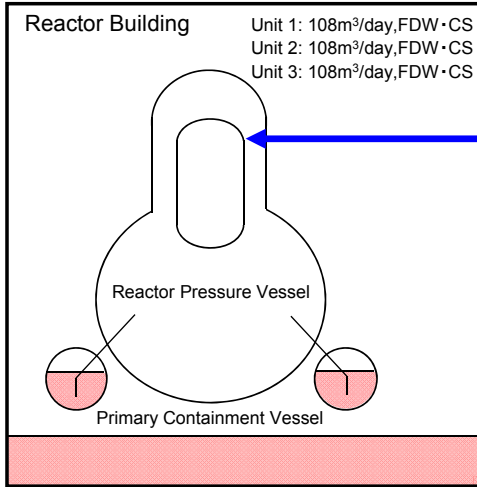 Reactor Building
Unit 1: 108m³/day,FDW・CS
Unit 2: 108m³/day,FDW・CS
Unit 3: 108m³/day,FDW・CS
Reactor Pressure Vessel
Primary Containment Vessel